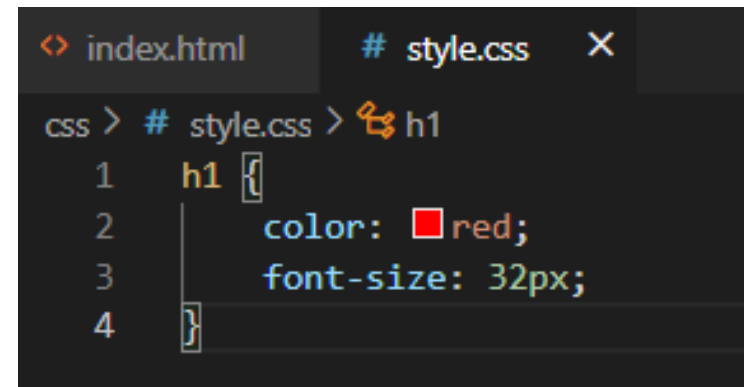 index.html # style.css ×
css > # style.css > h1
1 h1 {
2 color: red;
3 font-size: 32px;
4 }